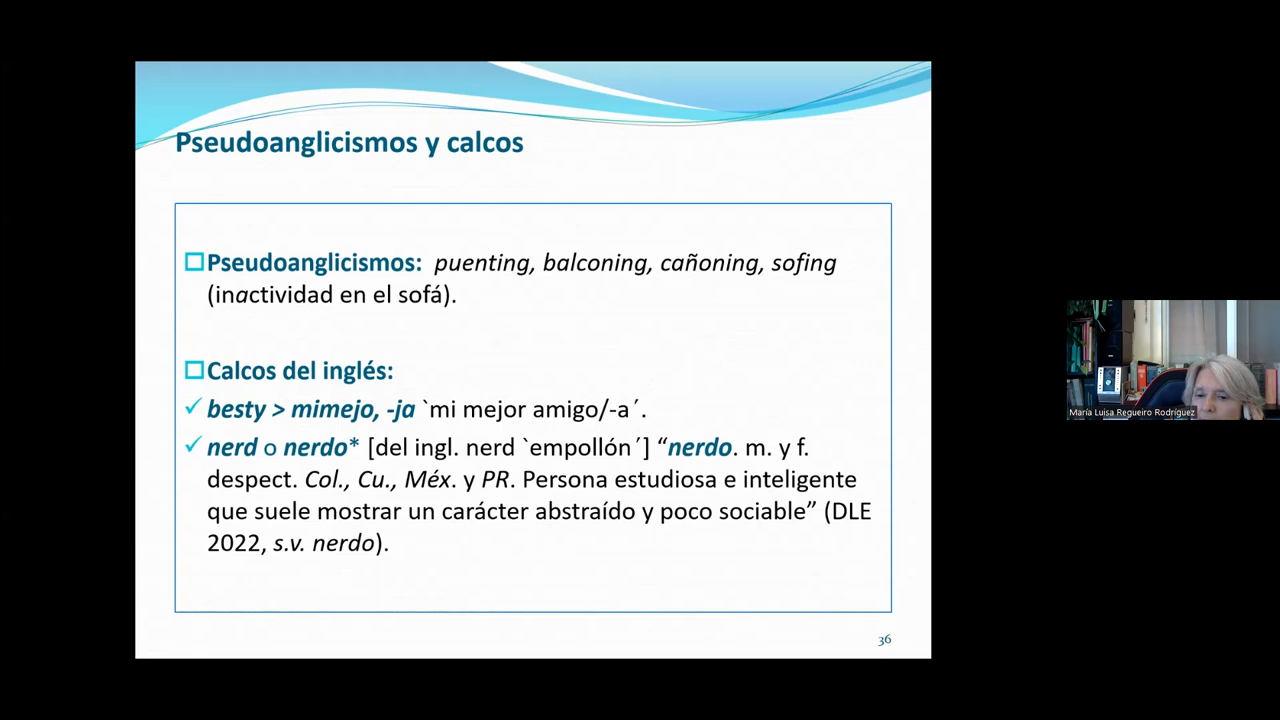 Pseudoanglicismos y calcos
Pseudoanglicismos: puenting, balconing, cañoning, sofing
(inactividad en el sofá).
Calcos del inglés:
besty > mimejo, -ja `mi mejor amigo/-a´.
nerd o nerdo* [del ingl. nerd `empollón´] “nerdo. m. y f.
despect. Col., Cu., Méx. y PR. Persona estudiosa e inteligente
que suele mostrar un carácter abstraído y poco sociable” (DLE
2022, s.v. nerdo).
36
María Luisa Regueiro Rodríguez